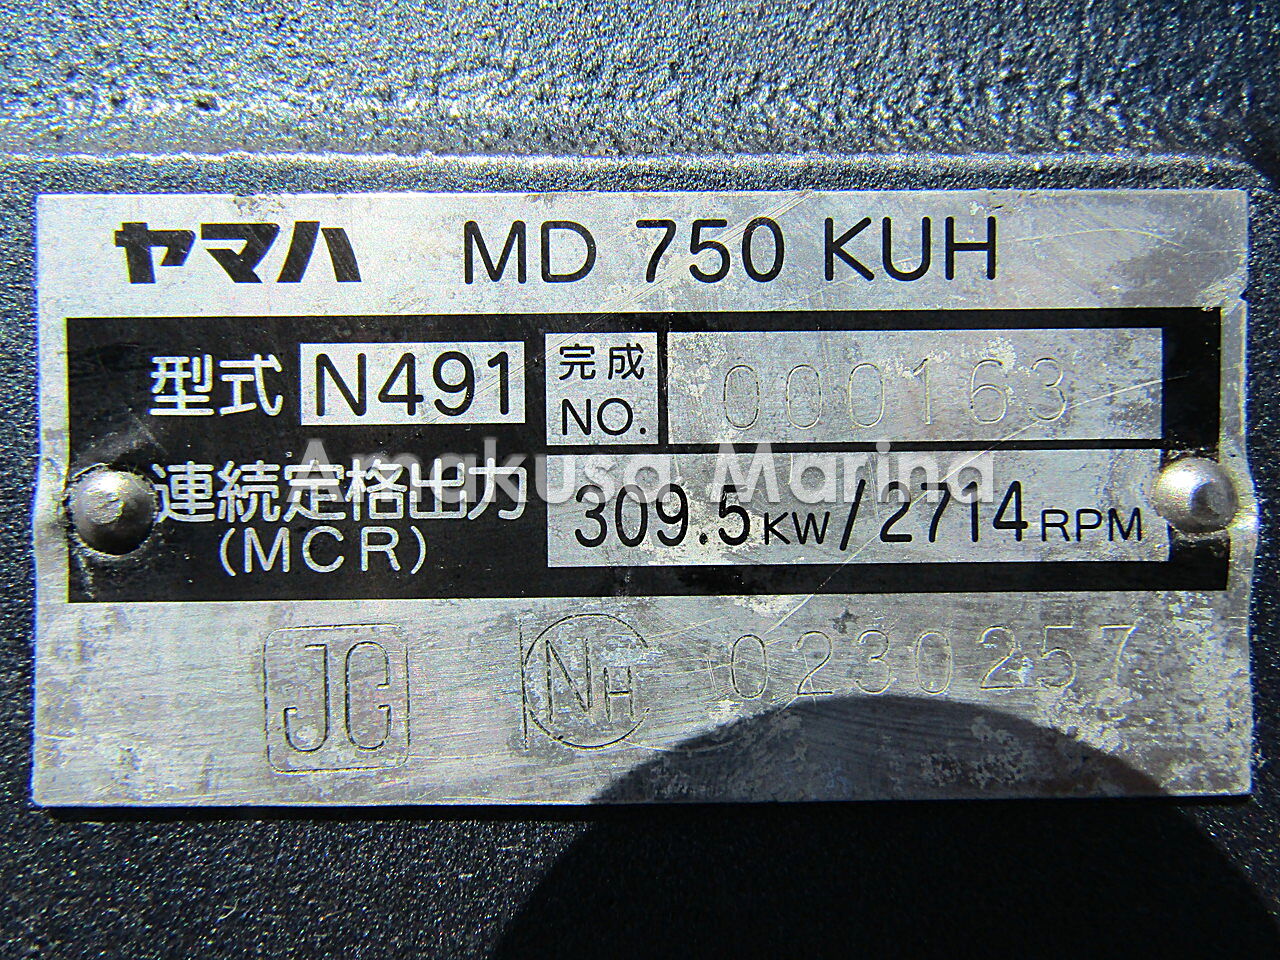 ヤマハ MD 750 KUH
型式 N491 完成 NO. 000163
連続定格出力 (MCR) 309.5KW/2714RPM
Amakusa Marina
JG NH 0230257